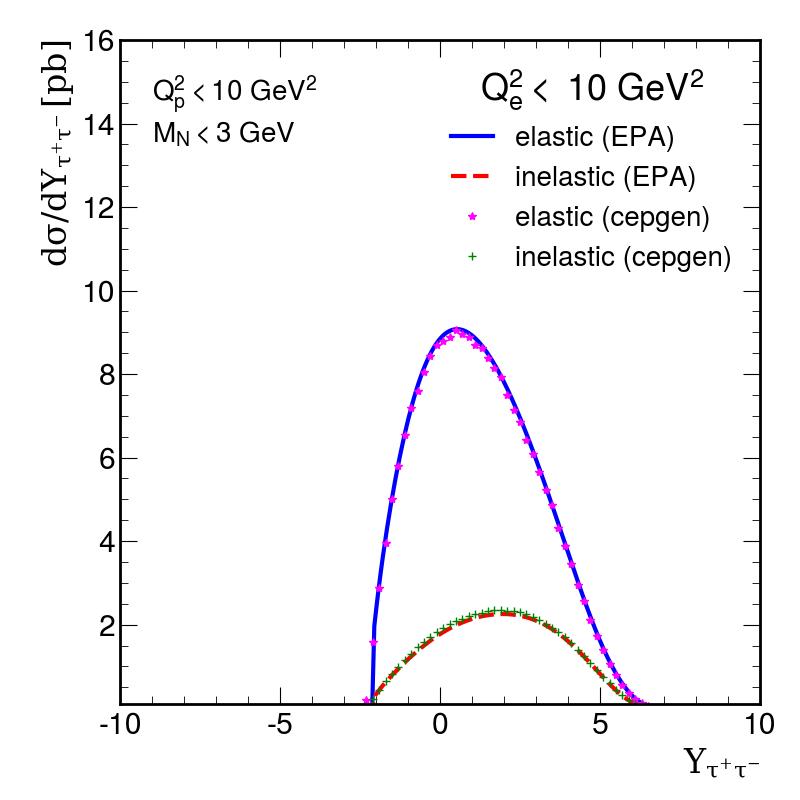 dσ/dY_{τ⁺τ⁻} [pb]
Q_p^2 < 10 GeV^2
M_N < 3 GeV
Q_e^2 < 10 GeV^2
elastic (EPA)
inelastic (EPA)
elastic (cepgen)
inelastic (cepgen)
16
14
12
10
8
6
4
2
-10 -5 0 5 10
Y_{τ⁺τ⁻}